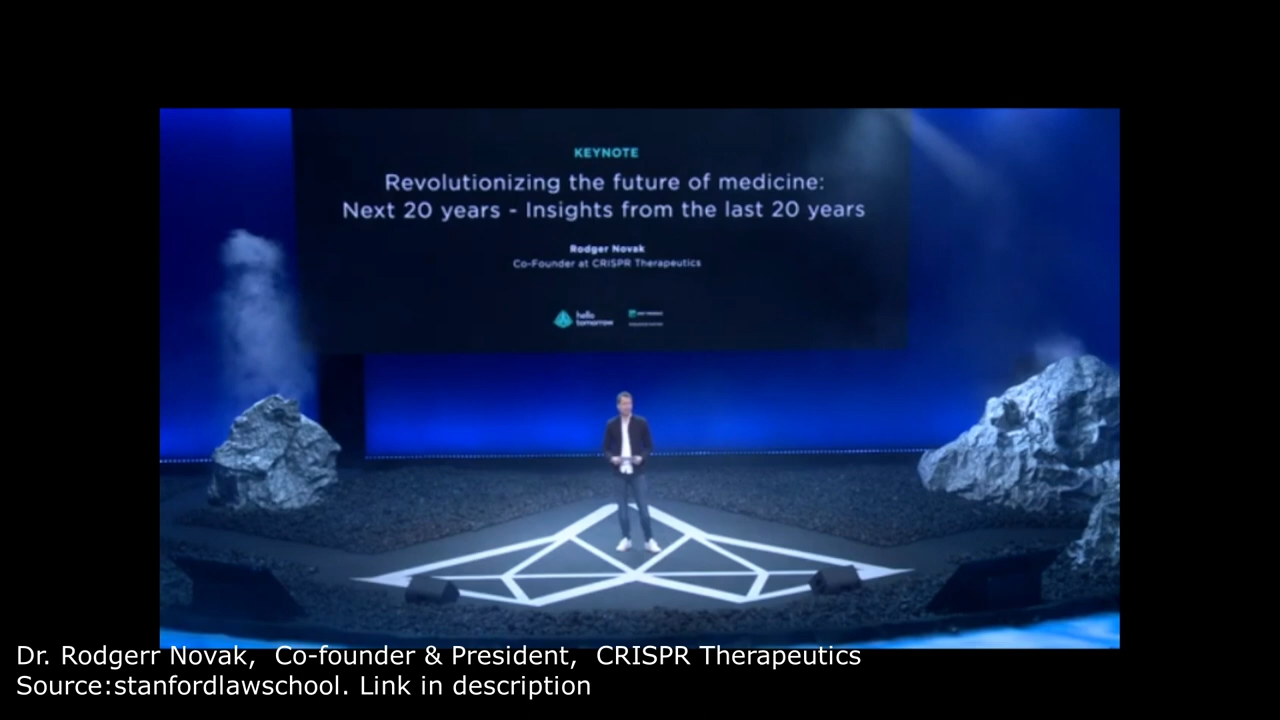 KEYNOTE
Revolutionizing the future of medicine:
Next 20 years - Insights from the last 20 years
Rodger Novak
Co-Founder at CRISPR Therapeutics
hello
tomorrow
Dr. Rodgerr Novak,  Co-founder & President,  CRISPR Therapeutics
Source:stanfordlawschool. Link in description